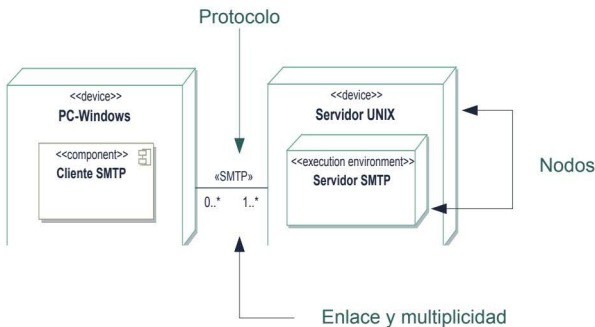 Protocolo
<<device>>
PC-Windows
<<component>>
Cliente SMTP
«SMTP»
0..* 1..*
<<device>>
Servidor UNIX
<<execution environment>>
Servidor SMTP
Nodos
Enlace y multiplicidad